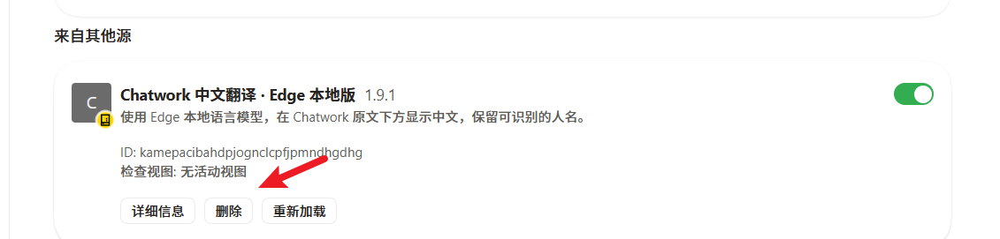 来自其他源
C
Chatwork 中文翻译 · Edge 本地版 1.9.1
使用 Edge 本地语言模型，在 Chatwork 原文下方显示中文，保留可识别的人名。
ID: kamepacibahdpjognclcpfjpmndhgdhg
检查视图: 无活动视图
详细信息 删除 重新加载